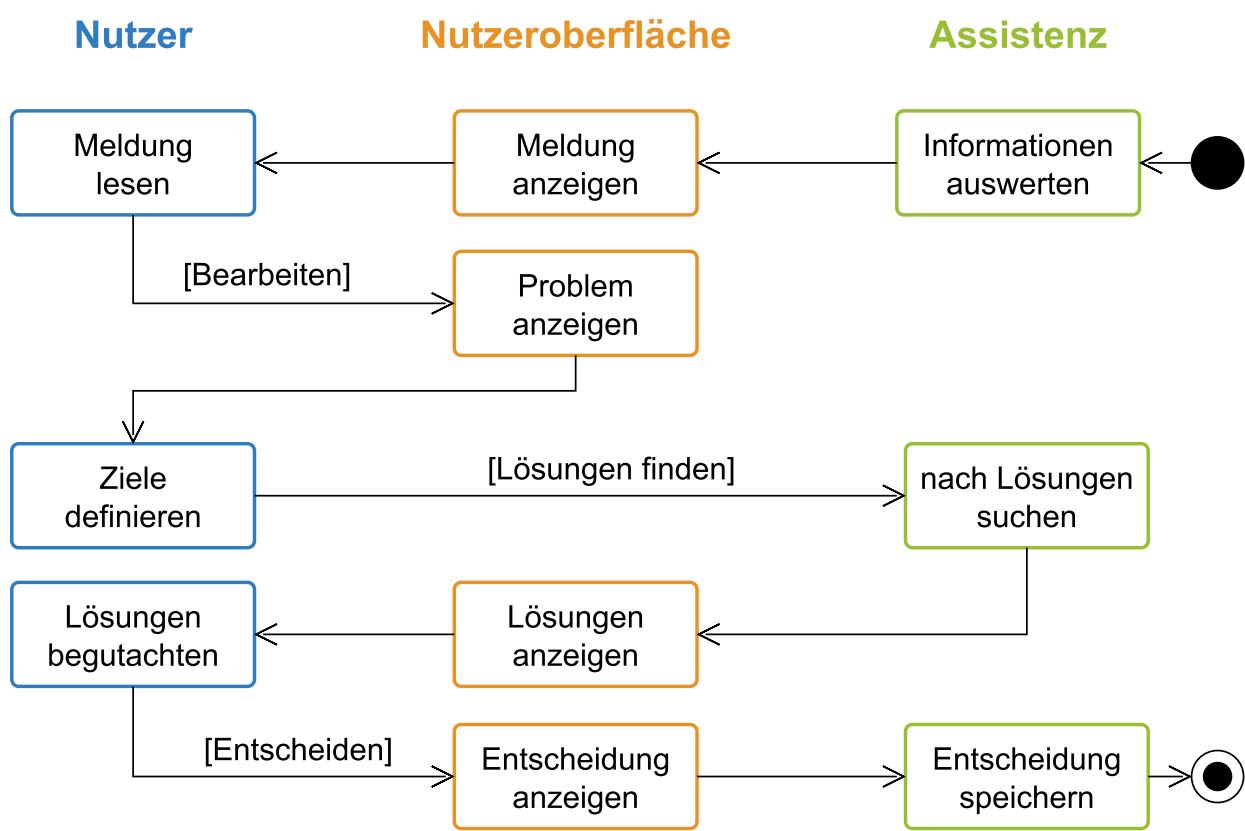 Nutzer
Nutzeroberfläche
Assistenz
Meldung
lesen
Meldung
anzeigen
Informationen
auswerten
[Bearbeiten]
Problem
anzeigen
Ziele
definieren
[Lösungen finden]
nach Lösungen
suchen
Lösungen
begutachten
Lösungen
anzeigen
[Entscheiden]
Entscheidung
anzeigen
Entscheidung
speichern